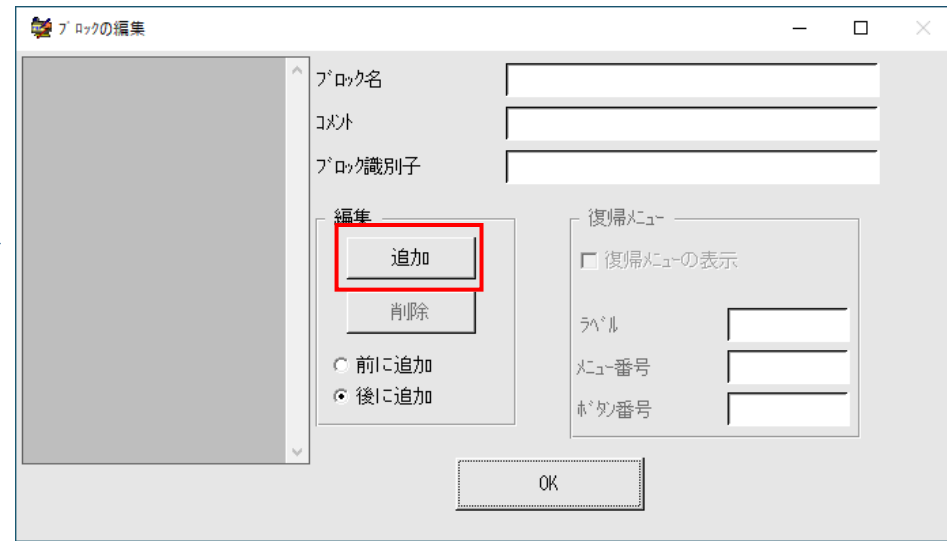 ﾌﾞﾛｯｸの編集
ﾌﾞﾛｯｸ名
ｺﾒﾝﾄ
ﾌﾞﾛｯｸ識別子
編集
追加
削除
前に追加
後に追加
復帰ﾒﾆｭｰ
復帰ﾒﾆｭｰの表示
ﾗﾍﾞﾙ
ﾒﾆｭｰ番号
ﾎﾞﾀﾝ番号
OK